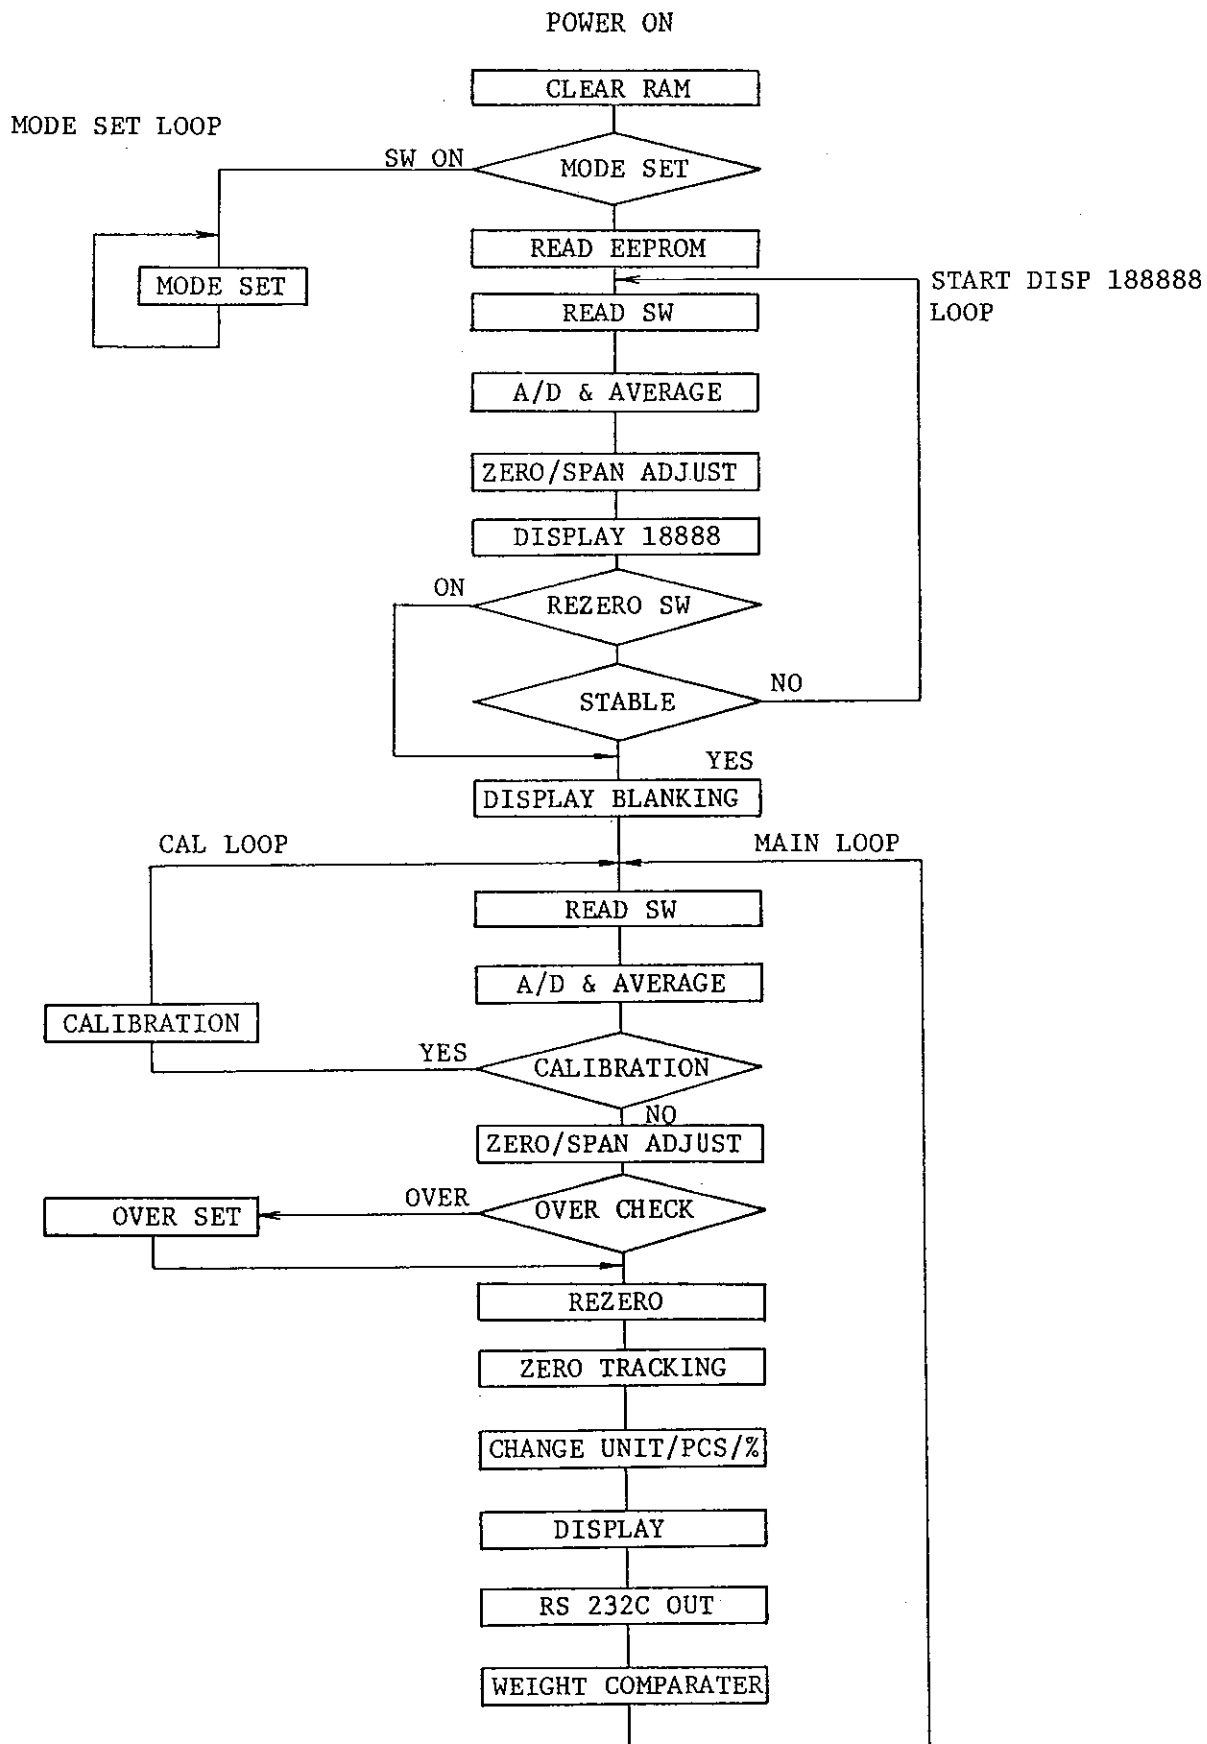 POWER ON
CLEAR RAM
MODE SET LOOP
SW ON
MODE SET
READ EEPROM
MODE SET
START DISP 188888
LOOP
READ SW
A/D & AVERAGE
ZERO/SPAN ADJUST
DISPLAY 18888
ON
REZERO SW
STABLE
NO
YES
DISPLAY BLANKING
CAL LOOP
MAIN LOOP
READ SW
A/D & AVERAGE
CALIBRATION
YES
CALIBRATION
NO
ZERO/SPAN ADJUST
OVER
OVER CHECK
OVER SET
REZERO
ZERO TRACKING
CHANGE UNIT/PCS/%
DISPLAY
RS 232C OUT
WEIGHT COMPARATER